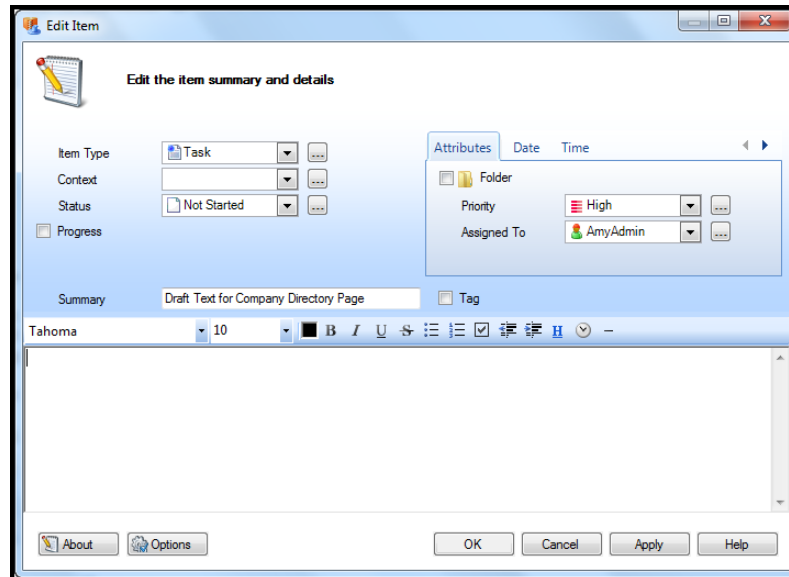 Edit Item
Edit the item summary and details
Item Type Task
Context
Status Not Started
Progress
Attributes Date Time
Folder
Priority High
Assigned To AmyAdmin
Summary Draft Text for Company Directory Page Tag
Tahoma 10 B I U S H
About Options OK Cancel Apply Help